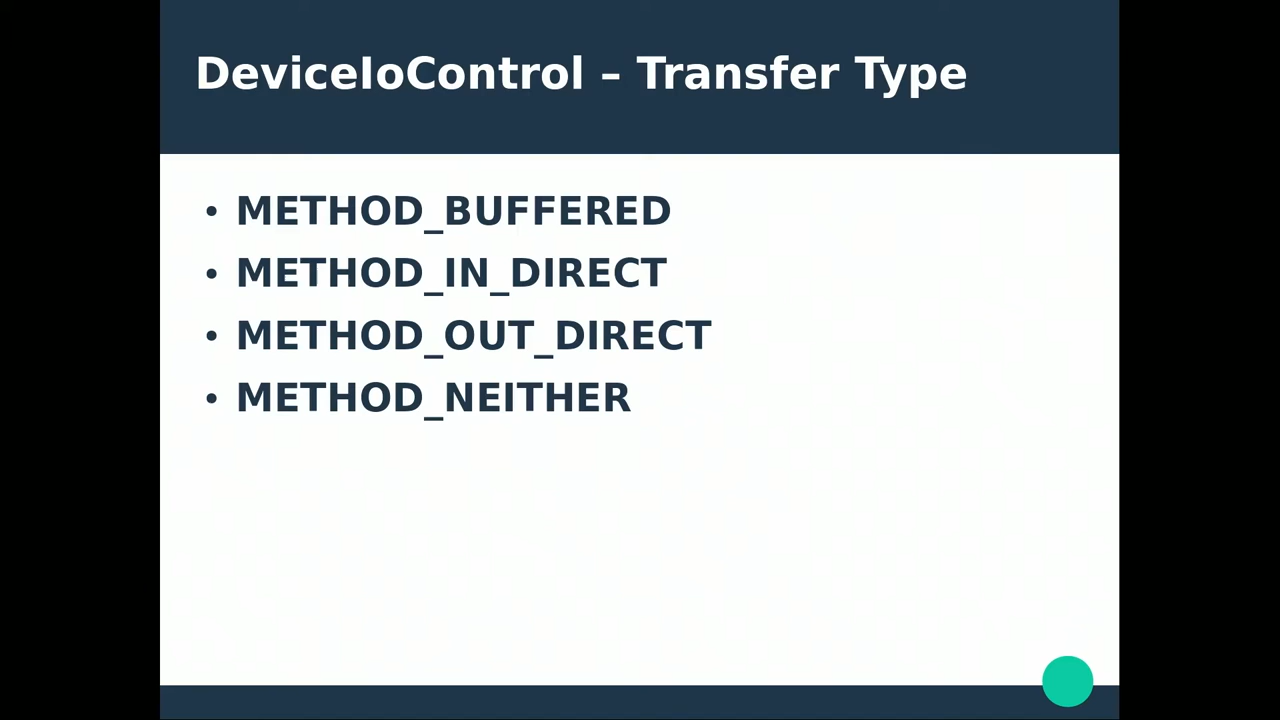 DeviceIoControl – Transfer Type
• METHOD_BUFFERED
• METHOD_IN_DIRECT
• METHOD_OUT_DIRECT
• METHOD_NEITHER